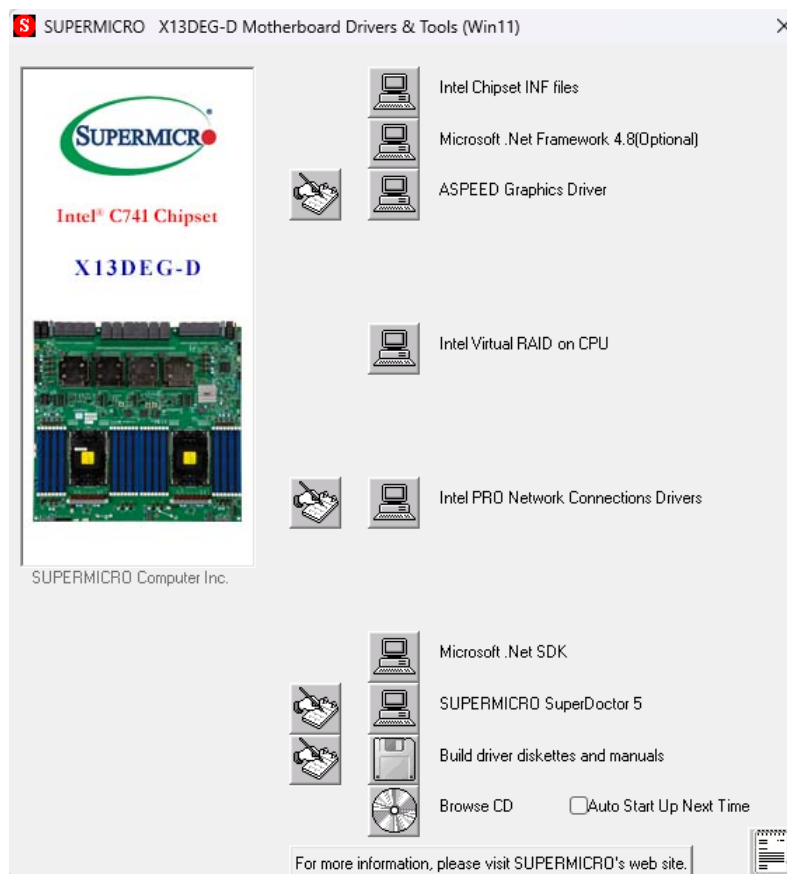 S SUPERMICRO X13DEG-D Motherboard Drivers & Tools (Win11)
SUPERMICRO
Intel® C741 Chipset
X13DEG-D
SUPERMICRO Computer Inc.
Intel Chipset INF files
Microsoft .Net Framework 4.8(Optional)
ASPEED Graphics Driver
Intel Virtual RAID on CPU
Intel PRO Network Connections Drivers
Microsoft .Net SDK
SUPERMICRO SuperDoctor 5
Build driver diskettes and manuals
Browse CD
Auto Start Up Next Time
For more information, please visit SUPERMICRO's web site.